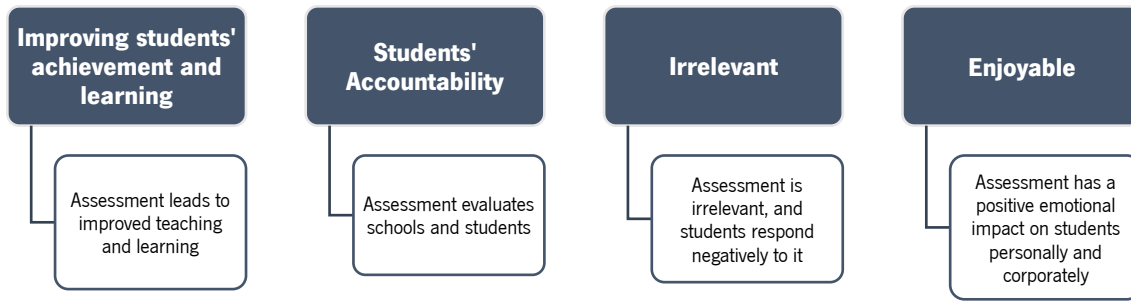 Improving students'
achievement and
learning
Assessment leads to
improved teaching
and learning
Students'
Accountability
Assessment evaluates
schools and students
Irrelevant
Assessment is
irrelevant, and
students respond
negatively to it
Enjoyable
Assessment has a
positive emotional
impact on students
personally and
corporately